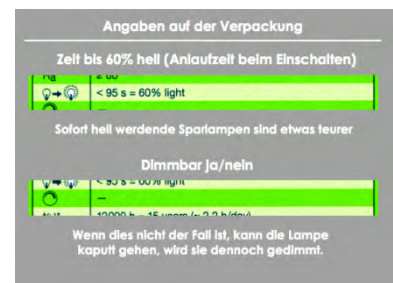 Angaben auf der Verpackung
Zeit bis 60% hell (Anlaufzeit beim Einschalten)
< 95 s = 60% light
–
Sofort hell werdende Sparlampen sind etwas teurer
Dimmbar ja/nein
< 95 s = 60% light
–
12000 h
Wenn dies nicht der Fall ist, kann die Lampe
kaputt gehen, wird sie dennoch gedimmt.